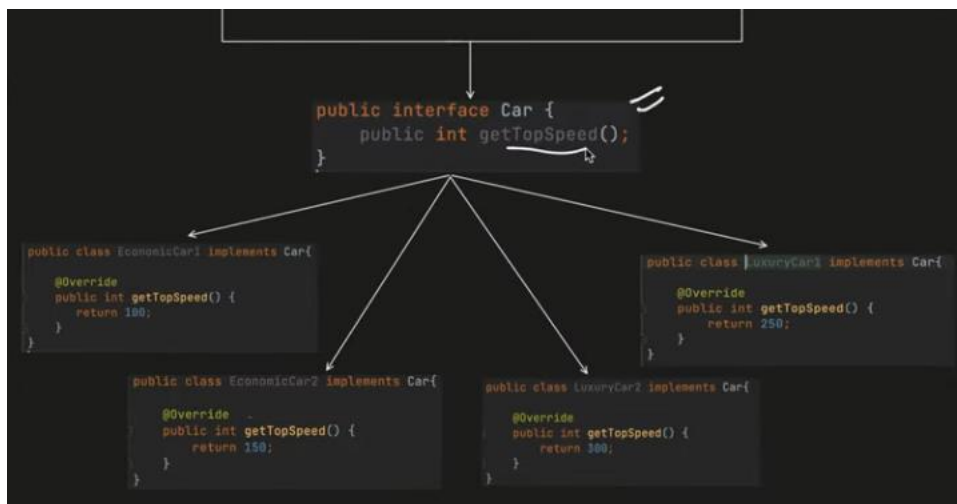 public interface Car {
public int getTopSpeed();
}
public class EconomicCar1 implements Car{
@Override
public int getTopSpeed() {
return 100;
}
}
public class LuxuryCar1 implements Car{
@Override
public int getTopSpeed() {
return 250;
}
}
public class EconomicCar2 implements Car{
@Override
public int getTopSpeed() {
return 150;
}
}
public class LuxuryCar2 implements Car{
@Override
public int getTopSpeed() {
return 300;
}
}